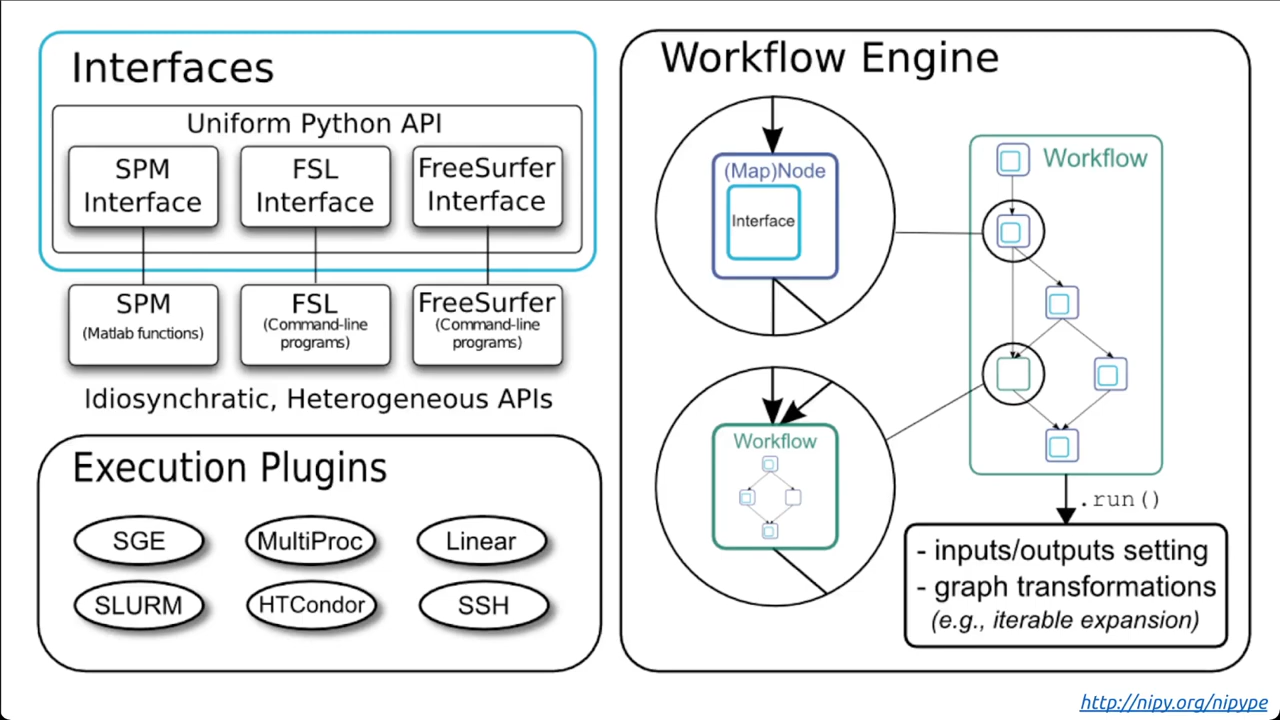 Interfaces
Uniform Python API
SPM
Interface
FSL
Interface
FreeSurfer
Interface
SPM
(Matlab functions)
FSL
(Command-line
programs)
FreeSurfer
(Command-line
programs)
Idiosynchratic, Heterogeneous APIs
Execution Plugins
SGE
MultiProc
Linear
SLURM
HTCondor
SSH
Workflow Engine
(Map)Node
Interface
Workflow
Workflow
.run()
- inputs/outputs setting
- graph transformations
(e.g., iterable expansion)
http://nipy.org/nipype